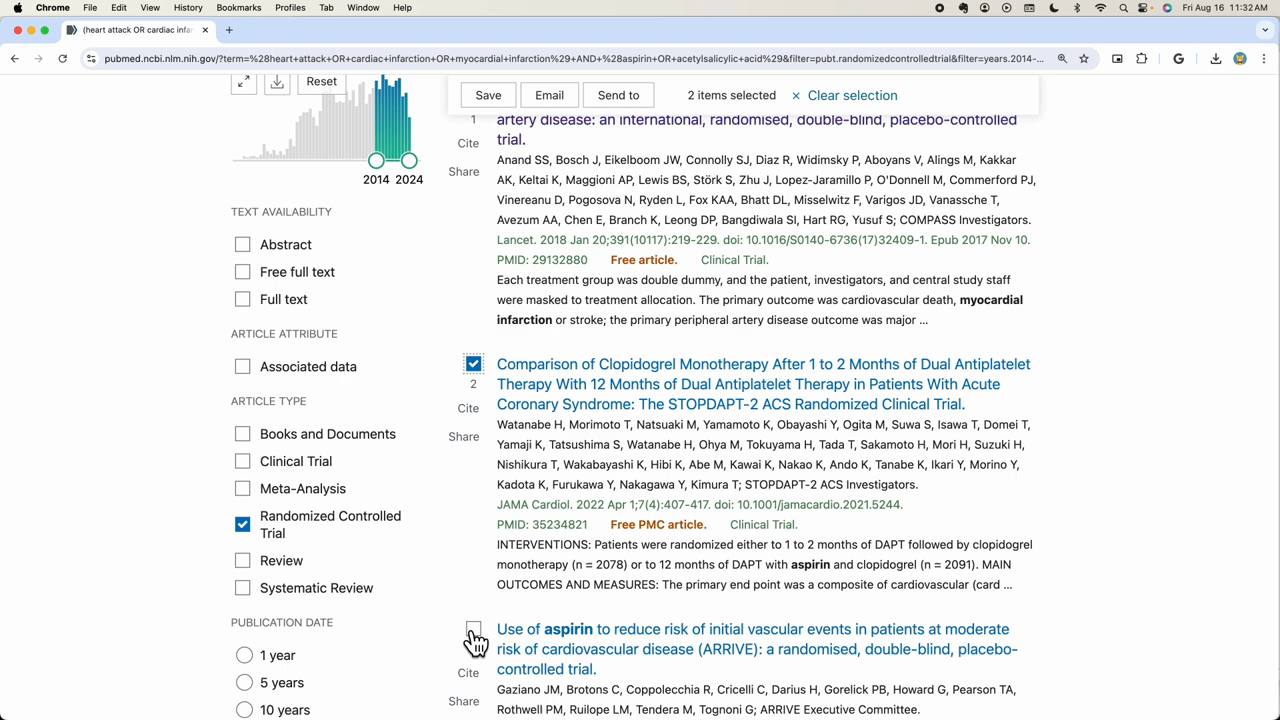 Chrome File Edit View History Bookmarks Profiles Tab Window Help Fri Aug 16 11:32 AM
(heart attack OR cardiac infar
pubmed.ncbi.nlm.nih.gov/?term=%28heart+attack+OR+cardiac+infarction+OR+myocardial+infarction%29+AND+%28aspirin+OR+acetylsalicylic+acid%29&filter=pubt.randomizedcontrolledtrial&filter=years.2014-...
Reset
2014 2024
TEXT AVAILABILITY
Abstract
Free full text
Full text
ARTICLE ATTRIBUTE
Associated data
ARTICLE TYPE
Books and Documents
Clinical Trial
Meta-Analysis
Randomized Controlled
Trial
Review
Systematic Review
PUBLICATION DATE
1 year
5 years
10 years
Save Email Send to 2 items selected × Clear selection
1
Cite
Share
artery disease: an international, randomised, double-blind, placebo-controlled
trial.
Anand SS, Bosch J, Eikelboom JW, Connolly SJ, Diaz R, Widimsky P, Aboyans V, Alings M, Kakkar
AK, Keltai K, Maggioni AP, Lewis BS, Störk S, Zhu J, Lopez-Jaramillo P, O'Donnell M, Commerford PJ,
Vinereanu D, Pogosova N, Ryden L, Fox KAA, Bhatt DL, Misselwitz F, Varigos JD, Vanassche T,
Avezum AA, Chen E, Branch K, Leong DP, Bangdiwala SI, Hart RG, Yusuf S; COMPASS Investigators.
Lancet. 2018 Jan 20;391(10117):219-229. doi: 10.1016/S0140-6736(17)32409-1. Epub 2017 Nov 10.
PMID: 29132880 Free article. Clinical Trial.
Each treatment group was double dummy, and the patient, investigators, and central study staff
were masked to treatment allocation. The primary outcome was cardiovascular death, myocardial
infarction or stroke; the primary peripheral artery disease outcome was major ...
2
Cite
Share
Comparison of Clopidogrel Monotherapy After 1 to 2 Months of Dual Antiplatelet
Therapy With 12 Months of Dual Antiplatelet Therapy in Patients With Acute
Coronary Syndrome: The STOPDAPT-2 ACS Randomized Clinical Trial.
Watanabe H, Morimoto T, Natsuaki M, Yamamoto K, Obayashi Y, Ogita M, Suwa S, Isawa T, Domei T,
Yamaji K, Tatsushima S, Watanabe H, Ohya M, Tokuyama H, Tada T, Sakamoto H, Mori H, Suzuki H,
Nishikura T, Wakabayashi K, Hibi K, Abe M, Kawai K, Nakao K, Ando K, Tanabe K, Ikari Y, Morino Y,
Kadota K, Furukawa Y, Nakagawa Y, Kimura T; STOPDAPT-2 ACS Investigators.
JAMA Cardiol. 2022 Apr 1;7(4):407-417. doi: 10.1001/jamacardio.2021.5244.
PMID: 35234821 Free PMC article. Clinical Trial.
INTERVENTIONS: Patients were randomized either to 1 to 2 months of DAPT followed by clopidogrel
monotherapy (n = 2078) or to 12 months of DAPT with aspirin and clopidogrel (n = 2091). MAIN
OUTCOMES AND MEASURES: The primary end point was a composite of cardiovascular (card ...
Cite
Share
Use of aspirin to reduce risk of initial vascular events in patients at moderate
risk of cardiovascular disease (ARRIVE): a randomised, double-blind, placebo-
controlled trial.
Gaziano JM, Brotons C, Coppolecchia R, Cricelli C, Darius H, Gorelick PB, Howard G, Pearson TA,
Rothwell PM, Ruilope LM, Tendera M, Tognoni G; ARRIVE Executive Committee.